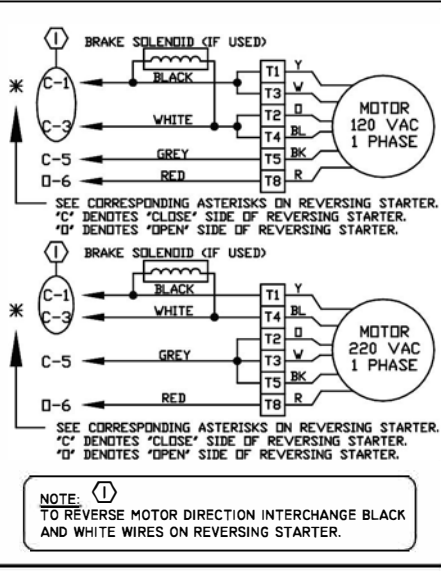 1 BRAKE SOLENOID (IF USED)
* C-1 BLACK T1 Y
T3 W
C-3 WHITE T2 O
T4 BL
C-5 GREY T5 BK
O-6 RED T8 R
MOTOR
120 VAC
1 PHASE
SEE CORRESPONDING ASTERISKS ON REVERSING STARTER.
"C" DENOTES "CLOSE" SIDE OF REVERSING STARTER.
"O" DENOTES "OPEN" SIDE OF REVERSING STARTER.
1 BRAKE SOLENOID (IF USED)
* C-1 BLACK T1 Y
C-3 WHITE T4 BL
T2 O
C-5 GREY T3 W
T5 BK
O-6 RED T8 R
MOTOR
220 VAC
1 PHASE
SEE CORRESPONDING ASTERISKS ON REVERSING STARTER.
"C" DENOTES "CLOSE" SIDE OF REVERSING STARTER.
"O" DENOTES "OPEN" SIDE OF REVERSING STARTER.
NOTE: 1
TO REVERSE MOTOR DIRECTION INTERCHANGE BLACK
AND WHITE WIRES ON REVERSING STARTER.